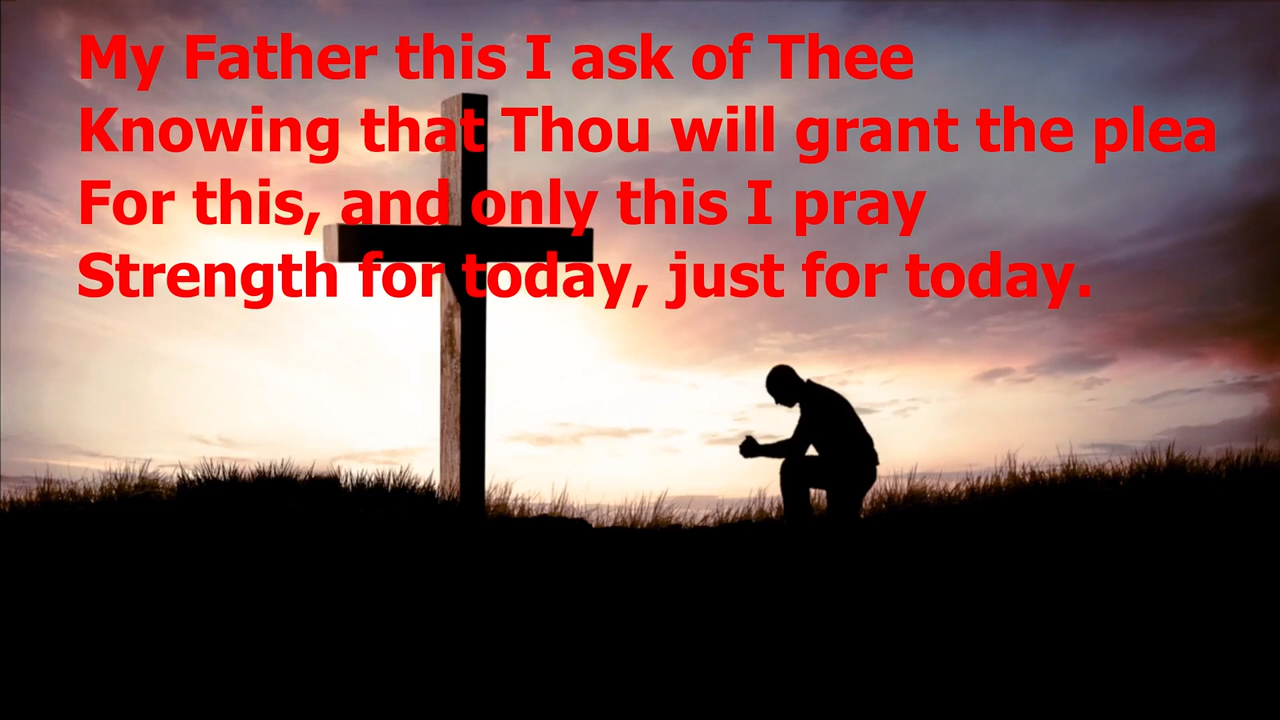 My Father this I ask of Thee
Knowing that Thou will grant the plea
For this, and only this I pray
Strength for today, just for today.